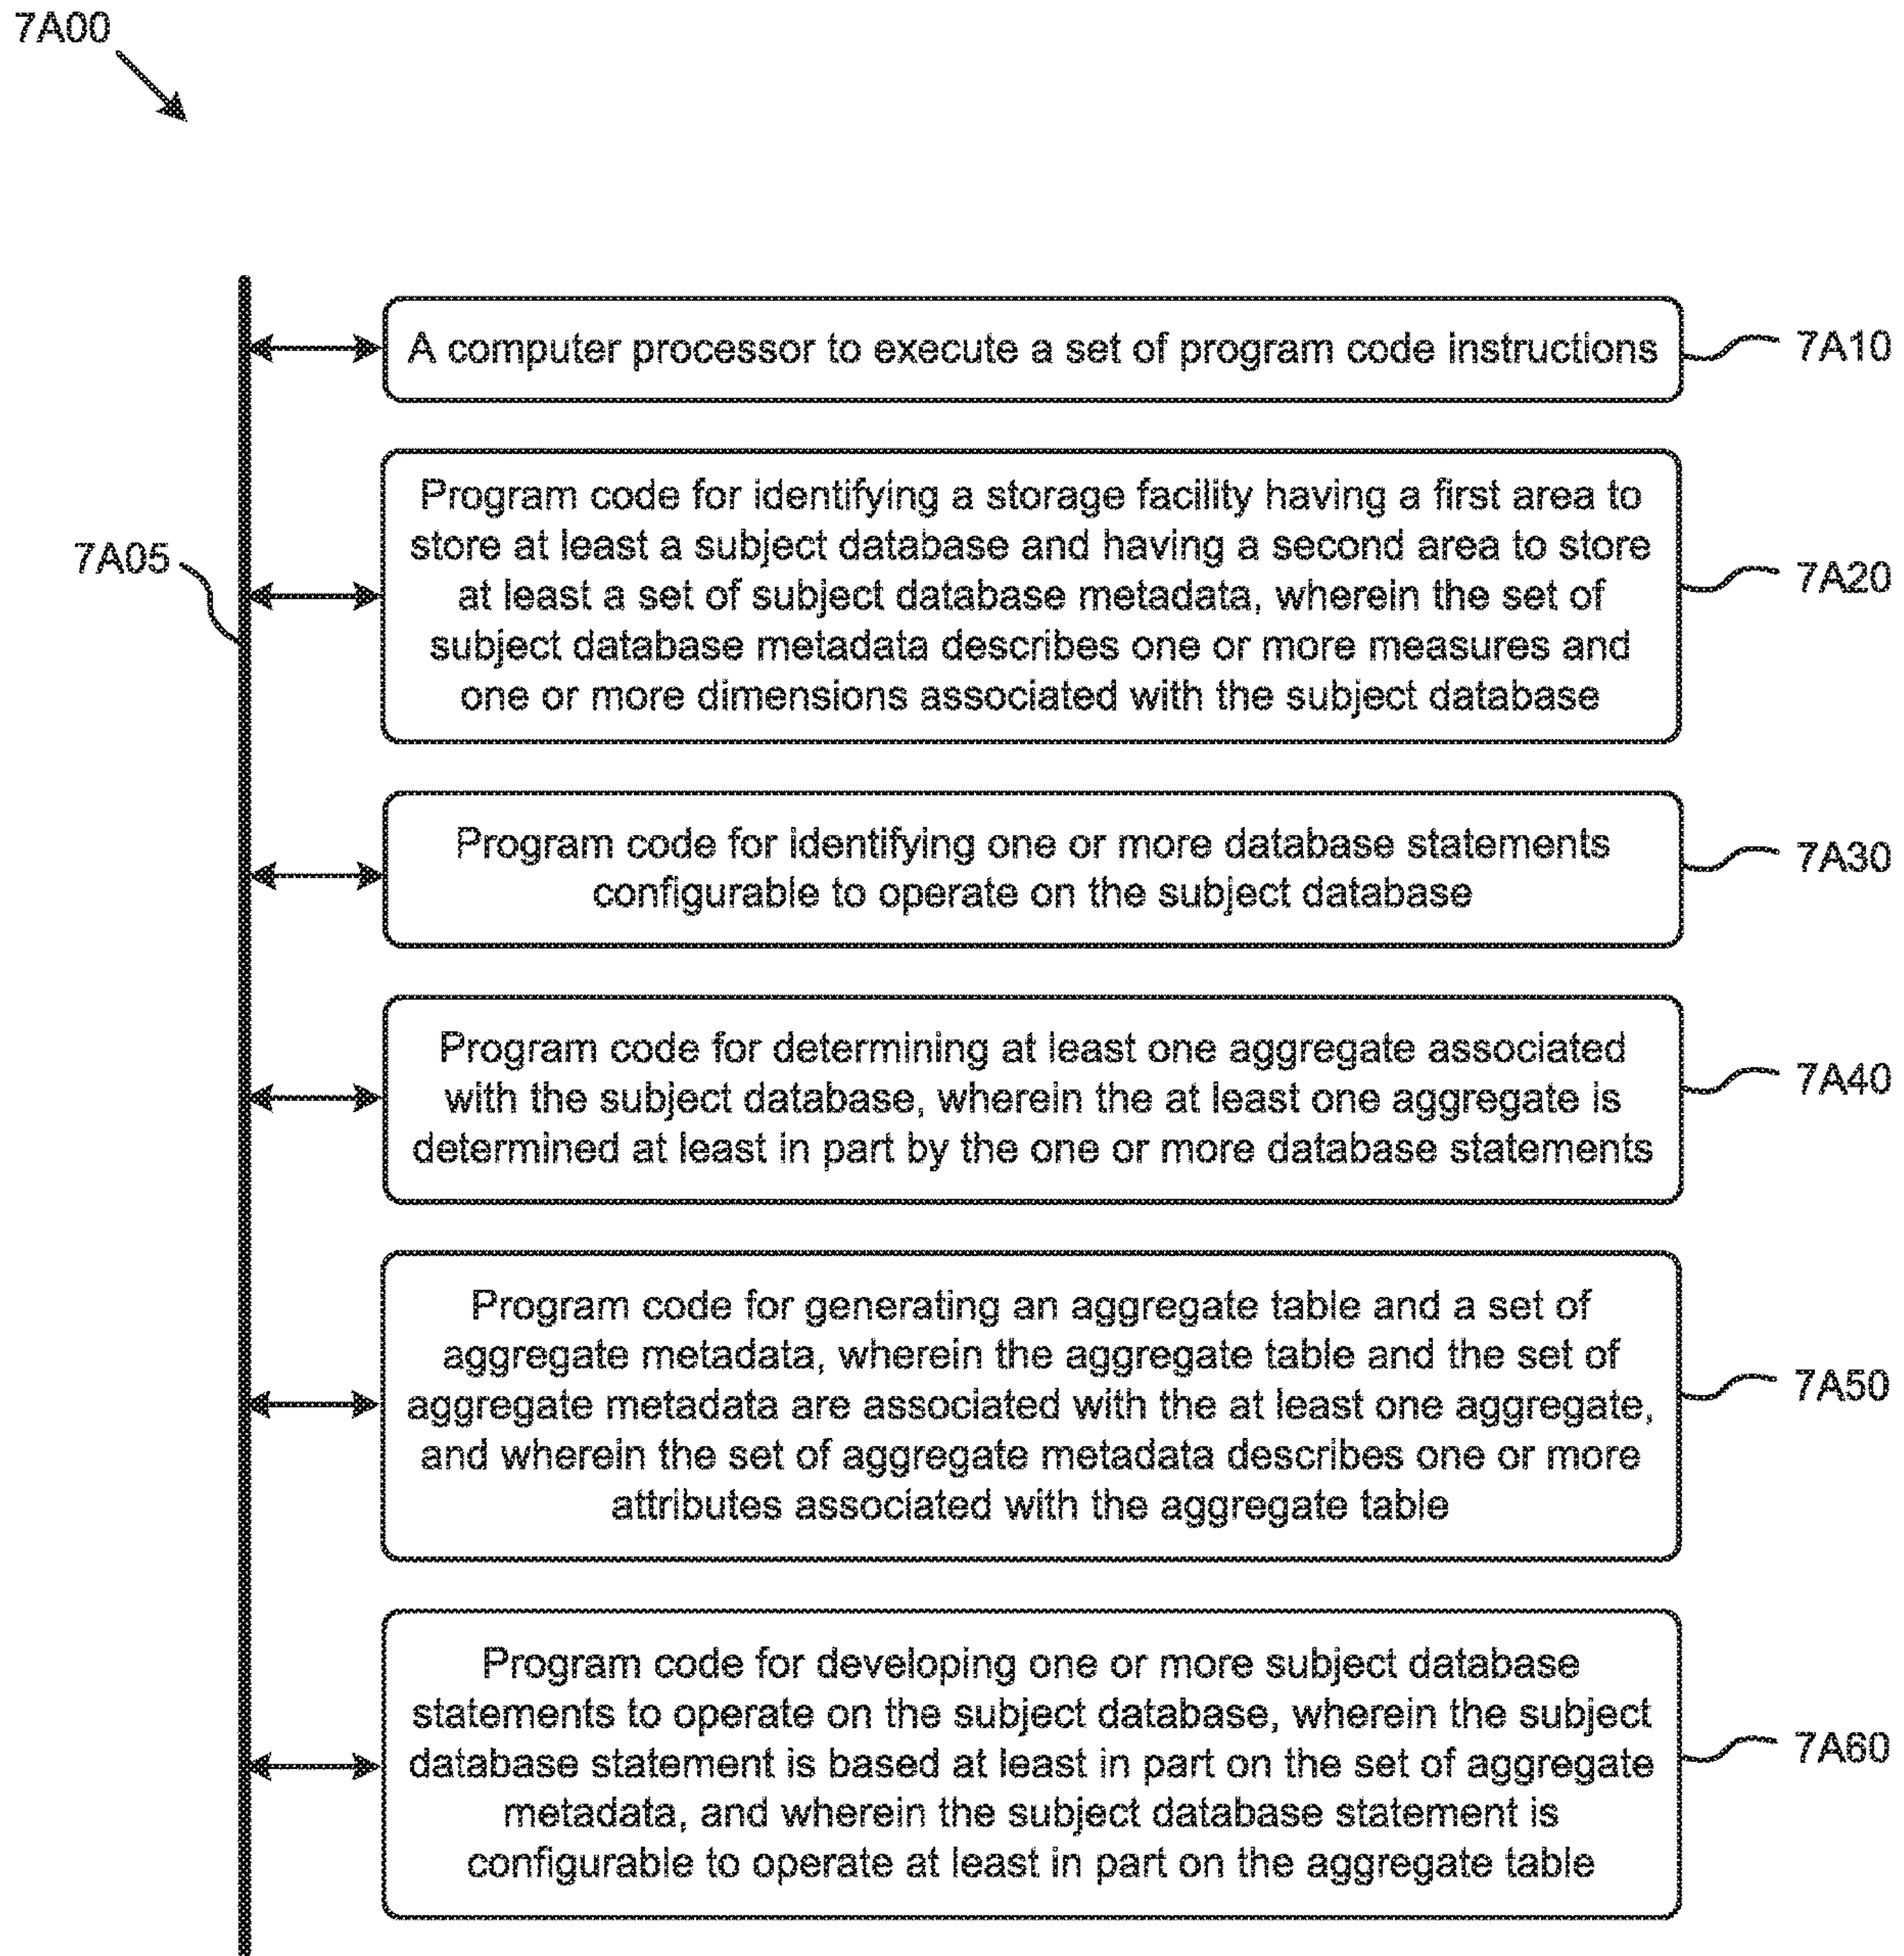 7A00
A computer processor to execute a set of program code instructions
7A10
Program code for identifying a storage facility having a first area to
store at least a subject database and having a second area to store
at least a set of subject database metadata, wherein the set of
subject database metadata describes one or more measures and
one or more dimensions associated with the subject database
7A05
7A20
Program code for identifying one or more database statements
configurable to operate on the subject database
7A30
Program code for determining at least one aggregate associated
with the subject database, wherein the at least one aggregate is
determined at least in part by the one or more database statements
7A40
Program code for generating an aggregate table and a set of
aggregate metadata, wherein the aggregate table and the set of
aggregate metadata are associated with the at least one aggregate,
and wherein the set of aggregate metadata describes one or more
attributes associated with the aggregate table
7A50
Program code for developing one or more subject database
statements to operate on the subject database, wherein the subject
database statement is based at least in part on the set of aggregate
metadata, and wherein the subject database statement is
configurable to operate at least in part on the aggregate table
7A60